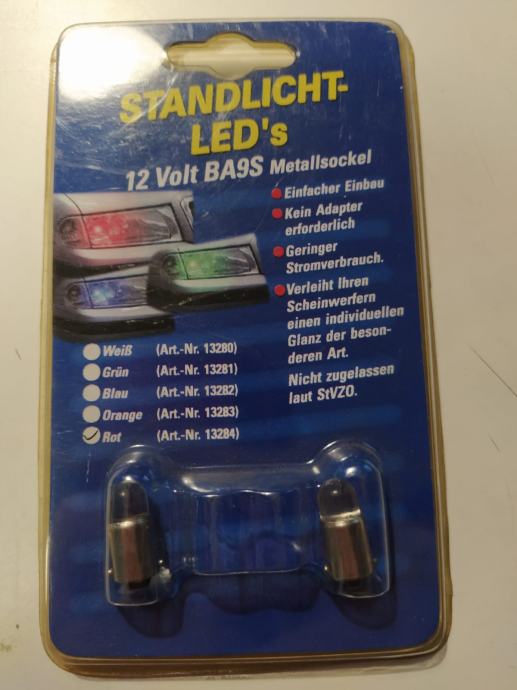 STANDLICHT-
LED's
12 Volt BA9S Metallsockel
Einfacher Einbau
Kein Adapter
erforderlich
Geringer
Stromverbrauch.
Verleiht Ihren
Scheinwerfern
einen individuellen
Glanz der beson-
deren Art.
Nicht zugelassen
laut StVZO.
Weiß (Art.-Nr. 13280)
Grün (Art.-Nr. 13281)
Blau (Art.-Nr. 13282)
Orange (Art.-Nr. 13283)
Rot (Art.-Nr. 13284)